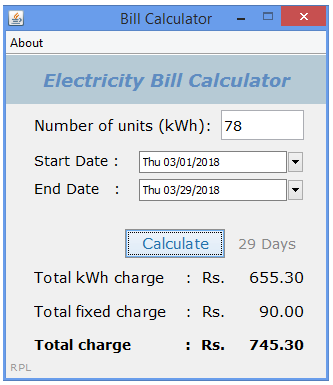 Bill Calculator
About
Electricity Bill Calculator
Number of units (kWh): 78
Start Date : Thu 03/01/2018
End Date : Thu 03/29/2018
Calculate 29 Days
Total kWh charge : Rs. 655.30
Total fixed charge : Rs. 90.00
Total charge : Rs. 745.30
RPL